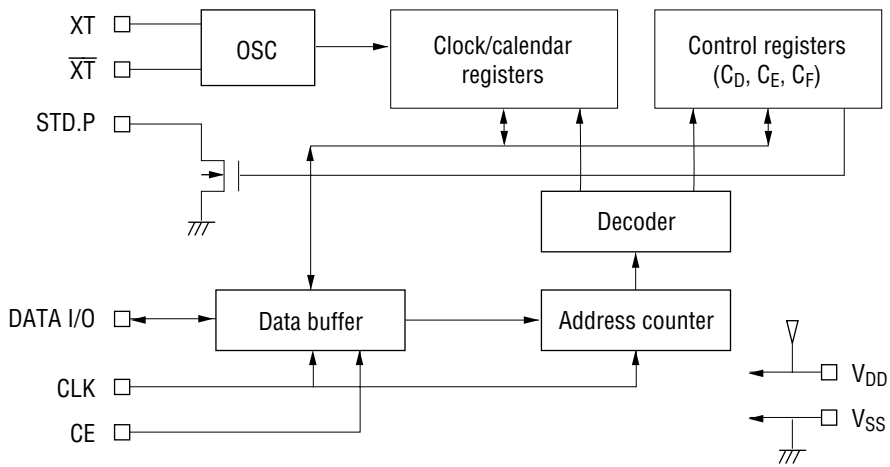 XT
X̅T̅
STD.P
OSC
Clock/calendar
registers
Control registers
(C_D, C_E, C_F)
Decoder
DATA I/O
Data buffer
Address counter
CLK
CE
V_DD
V_SS